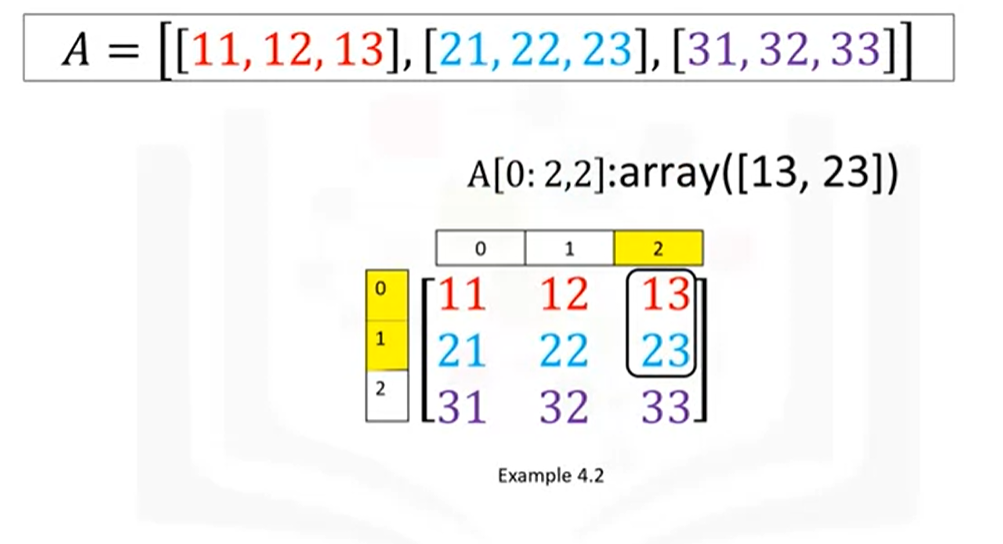 A = [[11, 12, 13], [21, 22, 23], [31, 32, 33]]
A[0: 2,2]:array([13, 23])
0 1 2
0 11 12 13
1 21 22 23
2 31 32 33
Example 4.2